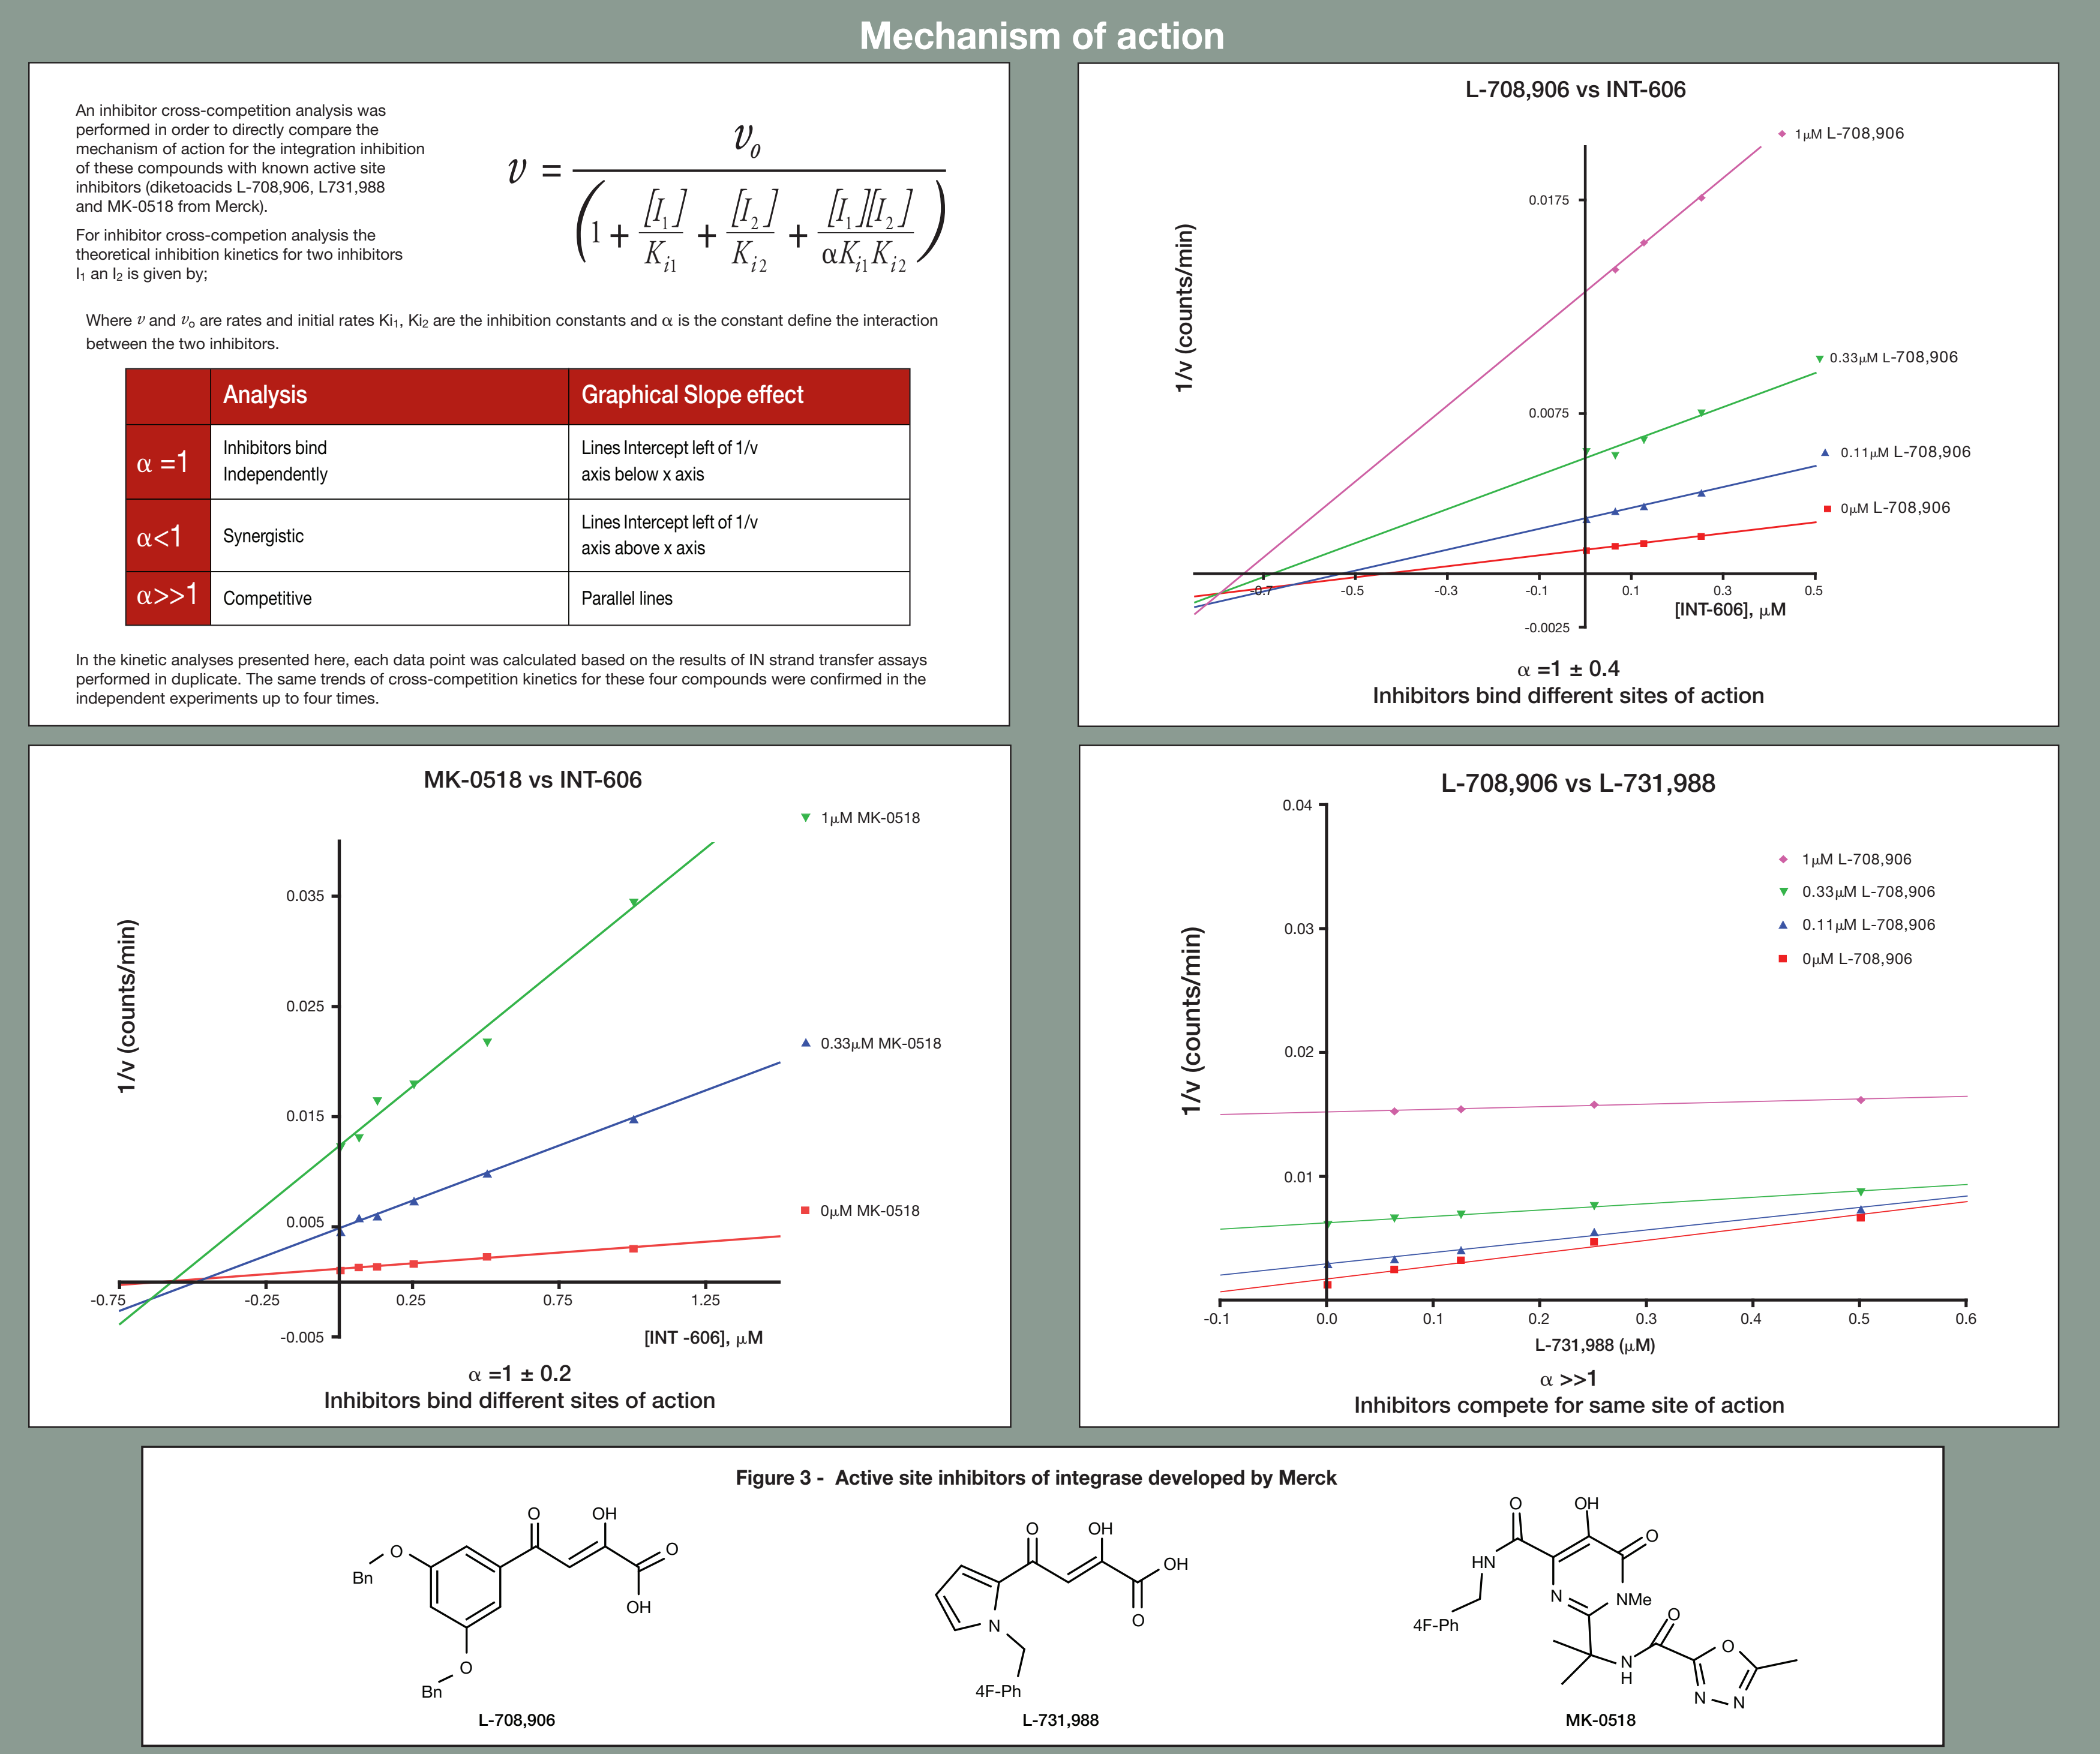 Mechanism of action
An inhibitor cross-competition analysis was
performed in order to directly compare the
mechanism of action for the integration inhibition
of these compounds with known active site
inhibitors (diketoacids L-708,906, L731,988
and MK-0518 from Merck).
For inhibitor cross-competion analysis the
theoretical inhibition kinetics for two inhibitors
I₁ an I₂ is given by;
v = v₀ / (1 + [I₁]/Kᵢ₁ + [I₂]/Kᵢ₂ + [I₁][I₂]/αKᵢ₁Kᵢ₂)
Where v and v₀ are rates and initial rates Ki₁, Ki₂ are the inhibition constants and α is the constant define the interaction
between the two inhibitors.
Analysis Graphical Slope effect
α =1
Inhibitors bind
Independently
Lines Intercept left of 1/v
axis below x axis
α<1
Synergistic
Lines Intercept left of 1/v
axis above x axis
α>>1
Competitive
Parallel lines
In the kinetic analyses presented here, each data point was calculated based on the results of IN strand transfer assays
performed in duplicate. The same trends of cross-competition kinetics for these four compounds were confirmed in the
independent experiments up to four times.
L-708,906 vs INT-606
1µM L-708,906
0.0175
1/v (counts/min)
0.33µM L-708,906
0.0075
0.11µM L-708,906
0µM L-708,906
-0.7 -0.5 -0.3 -0.1 0.1 0.3 0.5
[INT-606], µM
-0.0025
α =1 ± 0.4
Inhibitors bind different sites of action
MK-0518 vs INT-606
1µM MK-0518
0.035
1/v (counts/min)
0.025
0.33µM MK-0518
0.015
0µM MK-0518
0.005
-0.75 -0.25 0.25 0.75 1.25
-0.005
[INT -606], µM
α =1 ± 0.2
Inhibitors bind different sites of action
L-708,906 vs L-731,988
0.04
1µM L-708,906
0.33µM L-708,906
0.11µM L-708,906
0µM L-708,906
0.03
1/v (counts/min)
0.02
0.01
-0.1 0.0 0.1 0.2 0.3 0.4 0.5 0.6
L-731,988 (µM)
α >>1
Inhibitors compete for same site of action
Figure 3 - Active site inhibitors of integrase developed by Merck
O OH
O O
Bn
OH
O
Bn
L-708,906
O OH
OH
O
N
4F-Ph
L-731,988
O OH
O
HN
N NMe
4F-Ph
O
O
N
H
N N
MK-0518